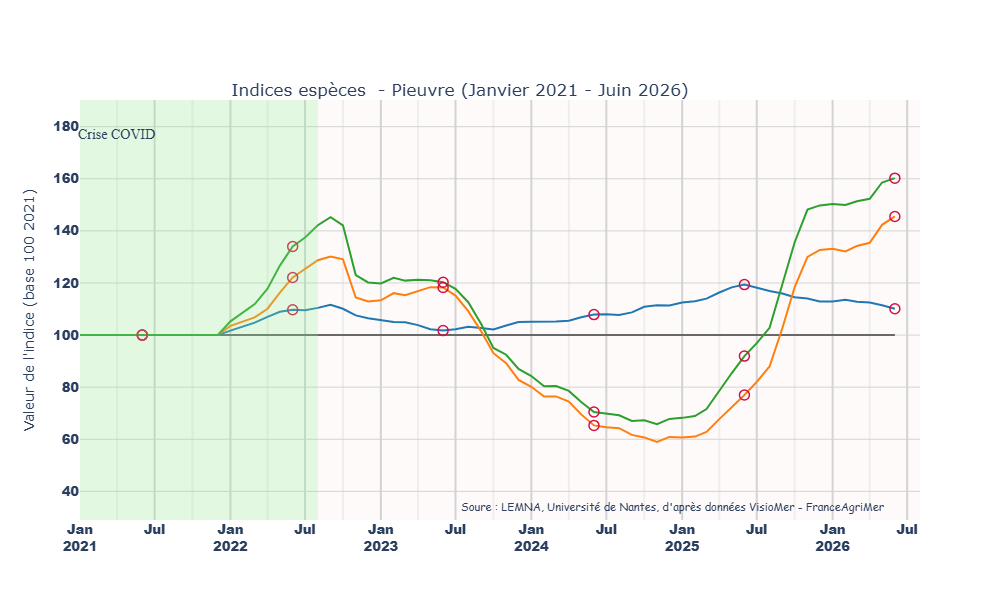 Indices espèces - Pieuvre (Janvier 2021 - Juin 2026)
Valeur de l'indice (base 100 2021)
180
Crise COVID
160
140
120
100
80
60
40
Soure : LEMNA, Université de Nantes, d'après données VisioMer - FranceAgriMer
Jan Jul Jan Jul Jan Jul Jan Jul Jan Jul Jan Jul
2021 2022 2023 2024 2025 2026